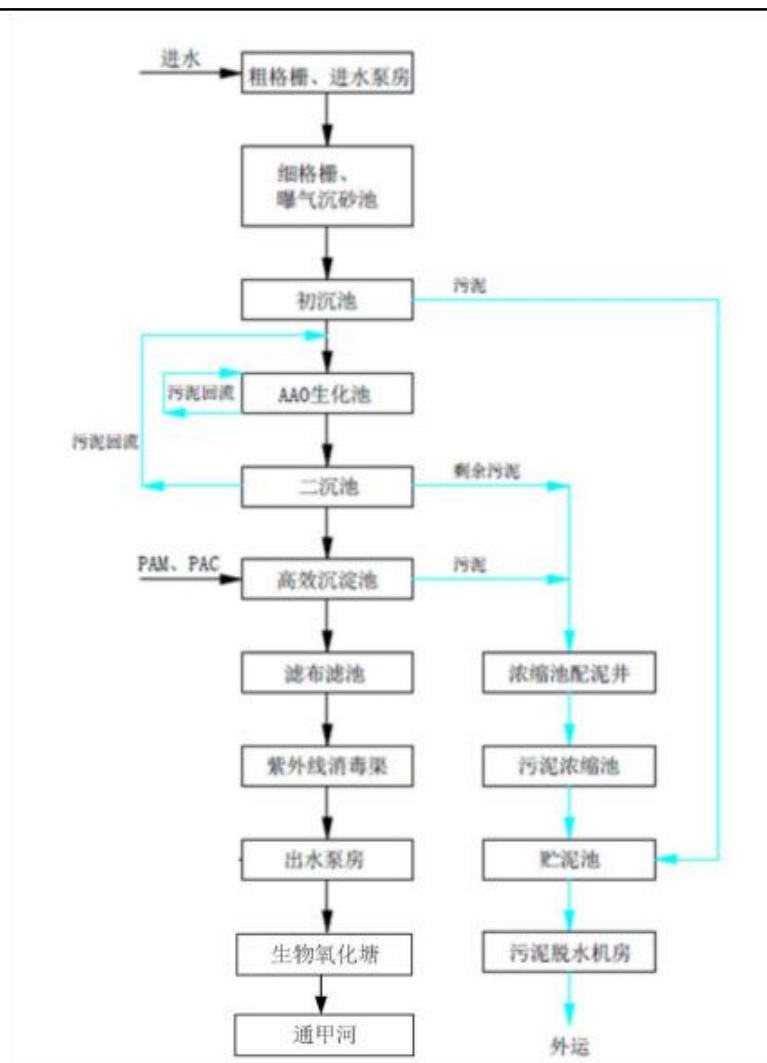 进水
粗格栅、进水泵房
细格栅、
曝气沉砂池
初沉池
污泥
AAO生化池
污泥回流
污泥回流
二沉池
剩余污泥
PAM、PAC
高效沉淀池
污泥
滤布滤池
浓缩池配泥井
紫外线消毒渠
污泥浓缩池
出水泵房
贮泥池
生物氧化塘
污泥脱水机房
通甲河
外运